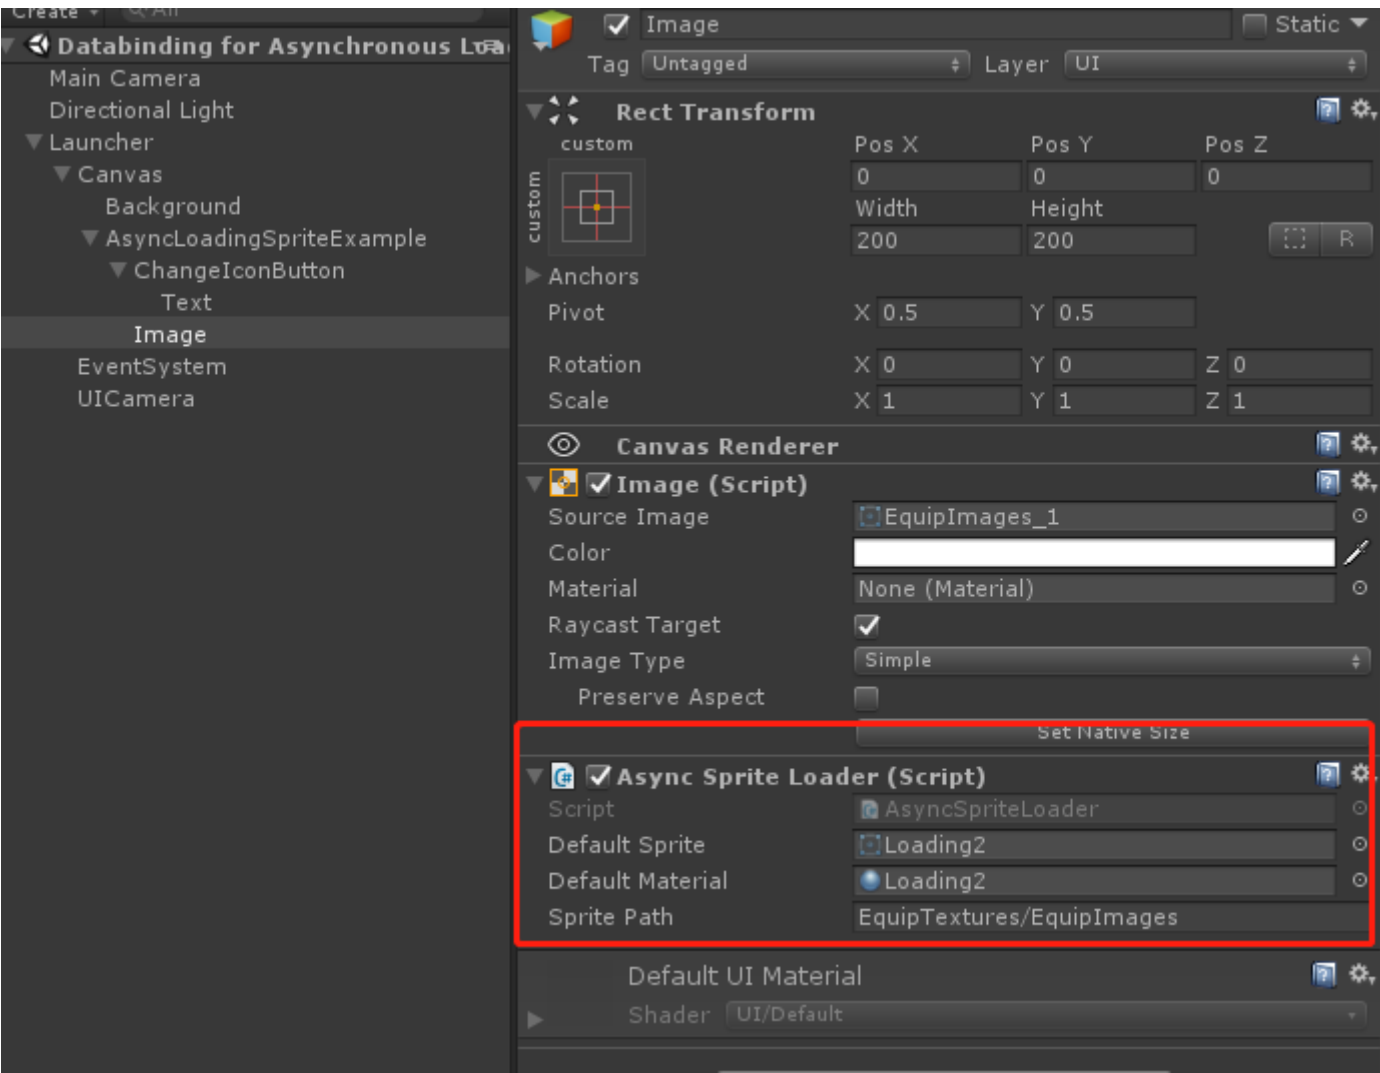 Create
All
Databinding for Asynchronous Loa
Main Camera
Directional Light
Launcher
Canvas
Background
AsyncLoadingSpriteExample
ChangeIconButton
Text
Image
EventSystem
UICamera
Image
Static
Tag Untagged Layer UI
Rect Transform
custom
custom
Pos X Pos Y Pos Z
0 0 0
Width Height
200 200
R
Anchors
Pivot X 0.5 Y 0.5
Rotation X 0 Y 0 Z 0
Scale X 1 Y 1 Z 1
Canvas Renderer
Image (Script)
Source Image EquipImages_1
Color
Material None (Material)
Raycast Target
Image Type Simple
Preserve Aspect
Set Native Size
Async Sprite Loader (Script)
Script AsyncSpriteLoader
Default Sprite Loading2
Default Material Loading2
Sprite Path EquipTextures/EquipImages
Default UI Material
Shader UI/Default